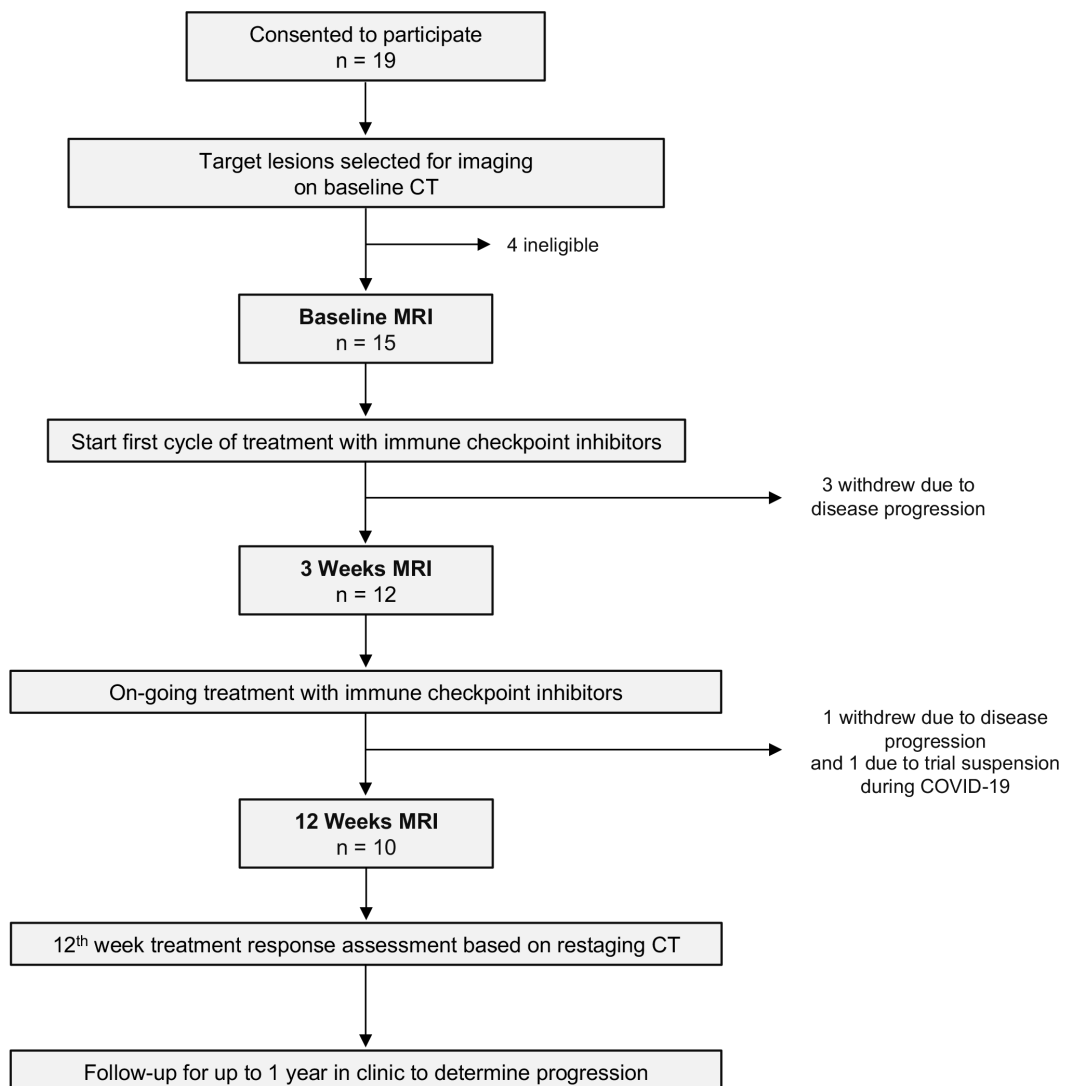 Consented to participate
n = 19
Target lesions selected for imaging
on baseline CT
4 ineligible
Baseline MRI
n = 15
Start first cycle of treatment with immune checkpoint inhibitors
3 withdrew due to
disease progression
3 Weeks MRI
n = 12
On-going treatment with immune checkpoint inhibitors
1 withdrew due to disease
progression
and 1 due to trial suspension
during COVID-19
12 Weeks MRI
n = 10
12th week treatment response assessment based on restaging CT
Follow-up for up to 1 year in clinic to determine progression